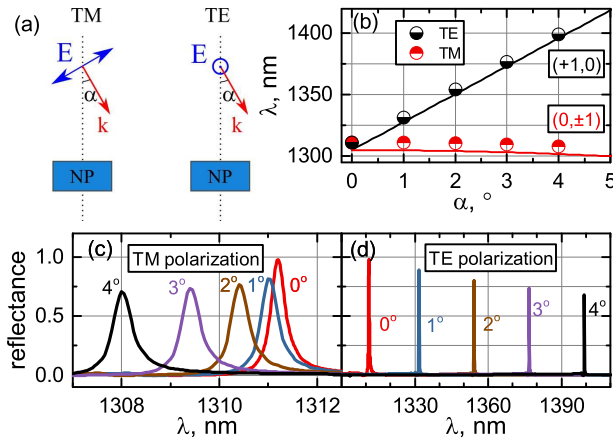 (a)
TM
TE
E
E
α
α
k
k
NP
NP
(b)
TE
TM
(+1,0)
(0,±1)
λ, nm
1400
1350
1300
0 1 2 3 4 5
α, °
(c)
TM polarization
4° 3° 2° 1° 0°
reflectance
1.0
0.5
0.0
1308 1310 1312
λ, nm
(d)
TE polarization
0° 1° 2° 3° 4°
1330 1360 1390
λ, nm